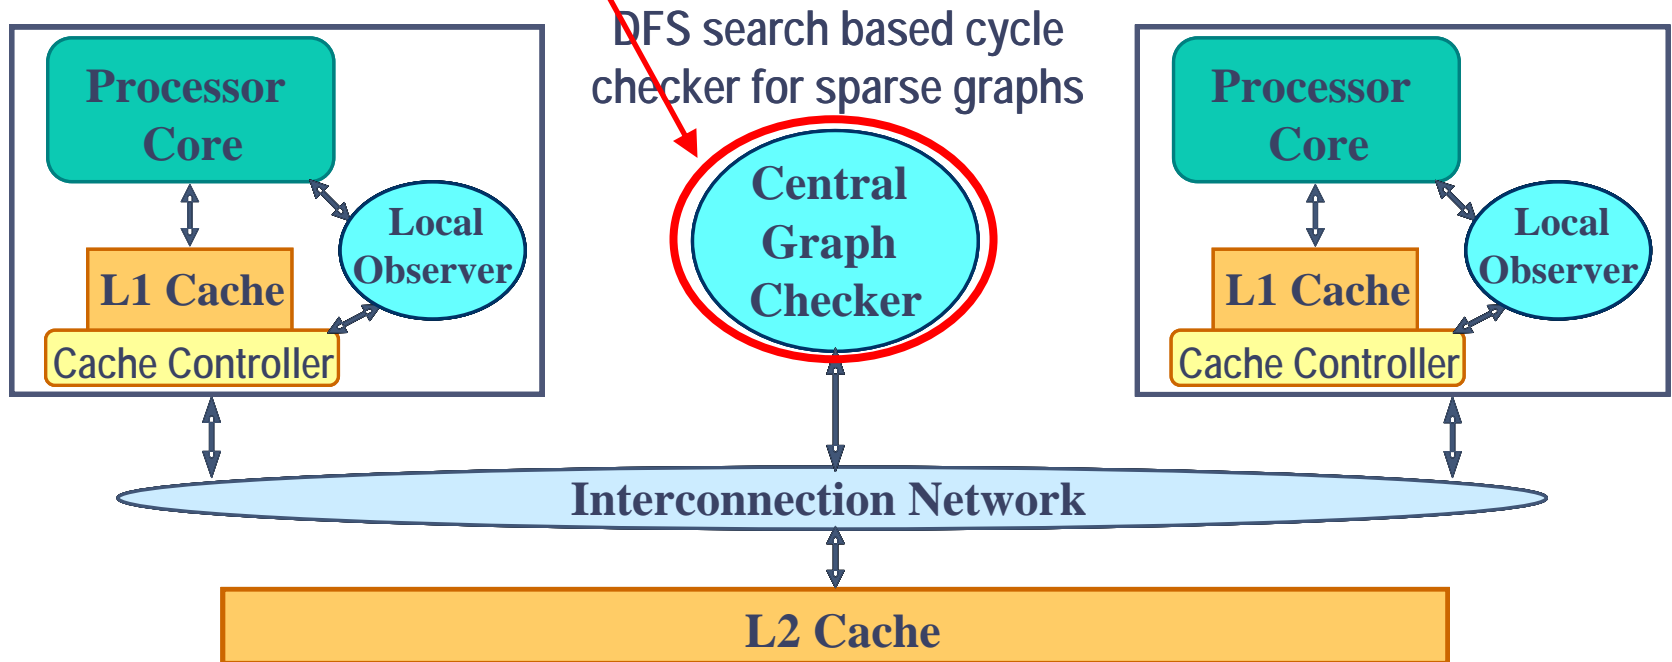 DFS search based cycle
checker for sparse graphs
Processor
Core
Local
Observer
L1 Cache
Cache Controller
Central
Graph
Checker
Processor
Core
Local
Observer
L1 Cache
Cache Controller
Interconnection Network
L2 Cache